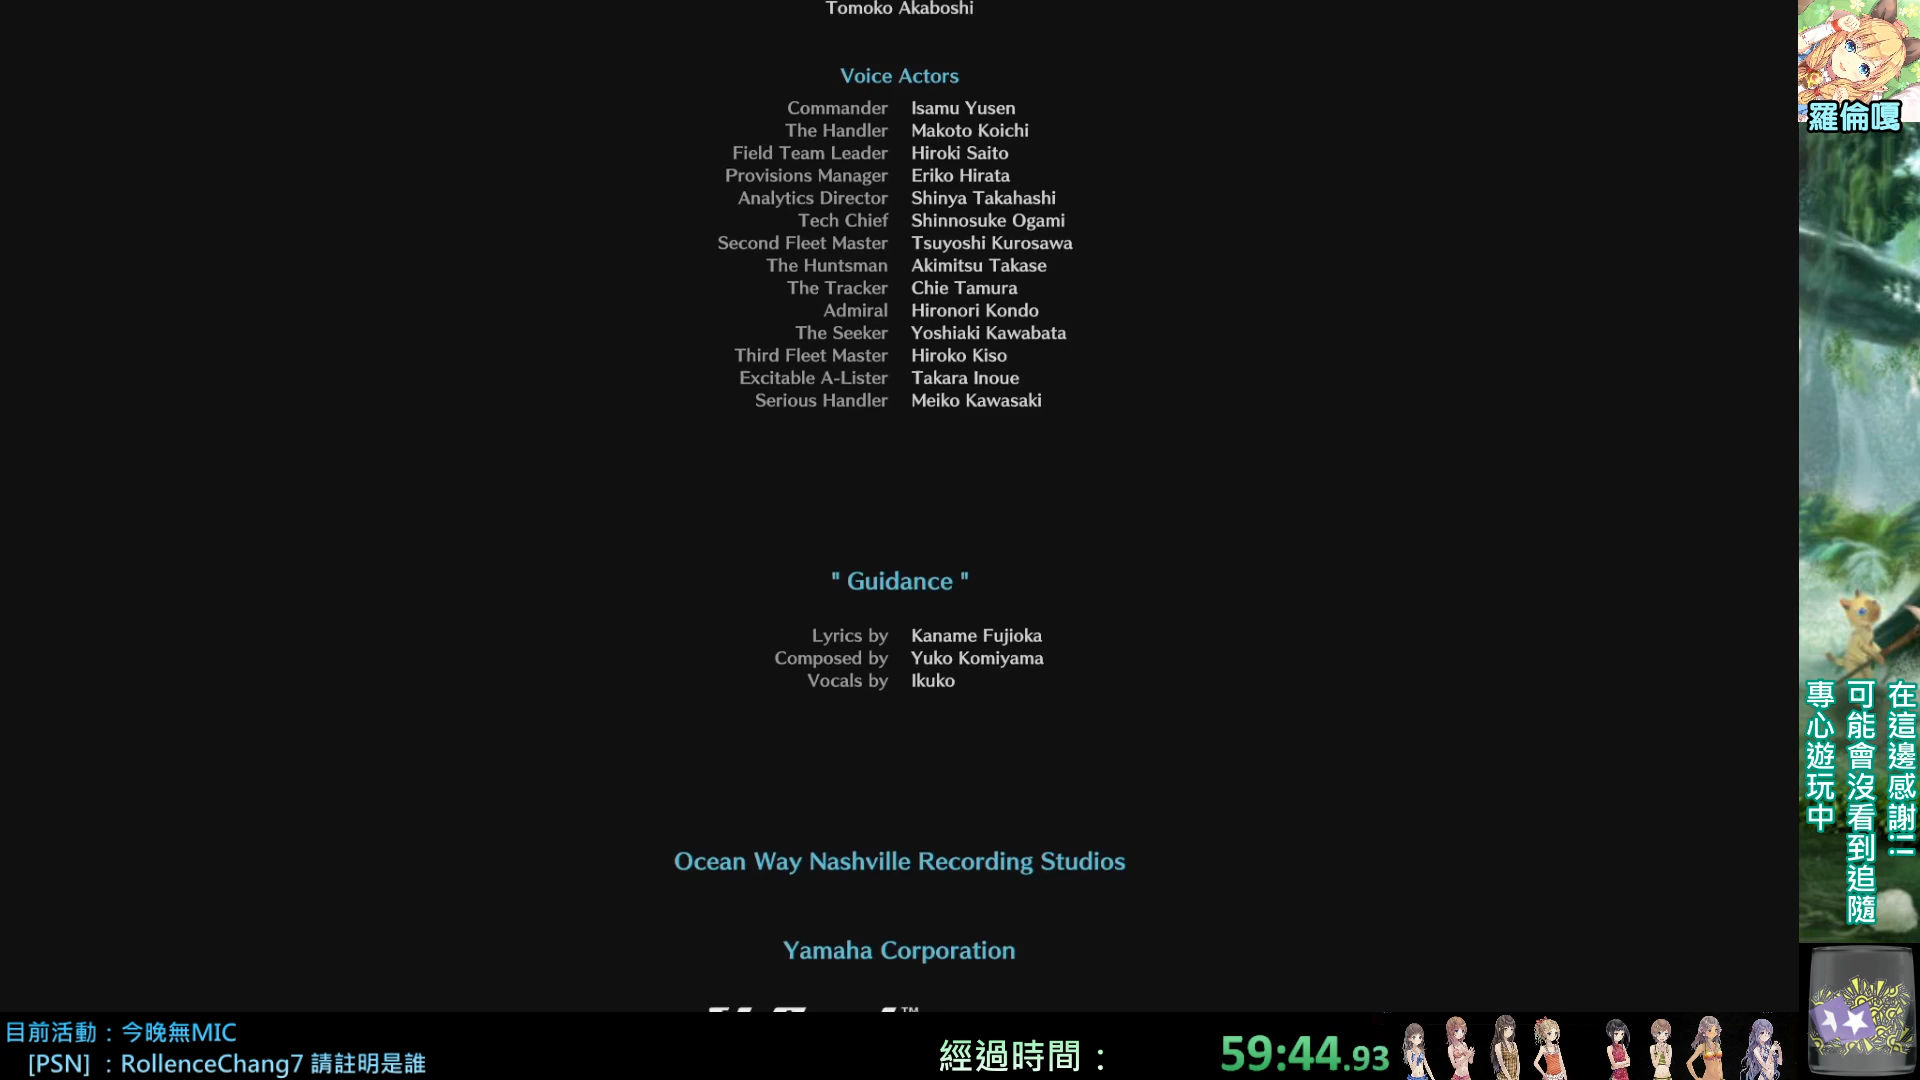 Tomoko Akaboshi
Voice Actors
Commander Isamu Yusen
The Handler Makoto Koichi
Field Team Leader Hiroki Saito
Provisions Manager Eriko Hirata
Analytics Director Shinya Takahashi
Tech Chief Shinnosuke Ogami
Second Fleet Master Tsuyoshi Kurosawa
The Huntsman Akimitsu Takase
The Tracker Chie Tamura
Admiral Hironori Kondo
The Seeker Yoshiaki Kawabata
Third Fleet Master Hiroko Kiso
Excitable A-Lister Takara Inoue
Serious Handler Meiko Kawasaki
" Guidance "
Lyrics by Kaname Fujioka
Composed by Yuko Komiyama
Vocals by Ikuko
Ocean Way Nashville Recording Studios
Yamaha Corporation
TM
羅倫嘎
在這邊感謝!!
可能會沒看到追隨
專心遊玩中
目前活動：今晚無MIC
[PSN] ：RollenceChang7 請註明是誰
經過時間：
59:44.93